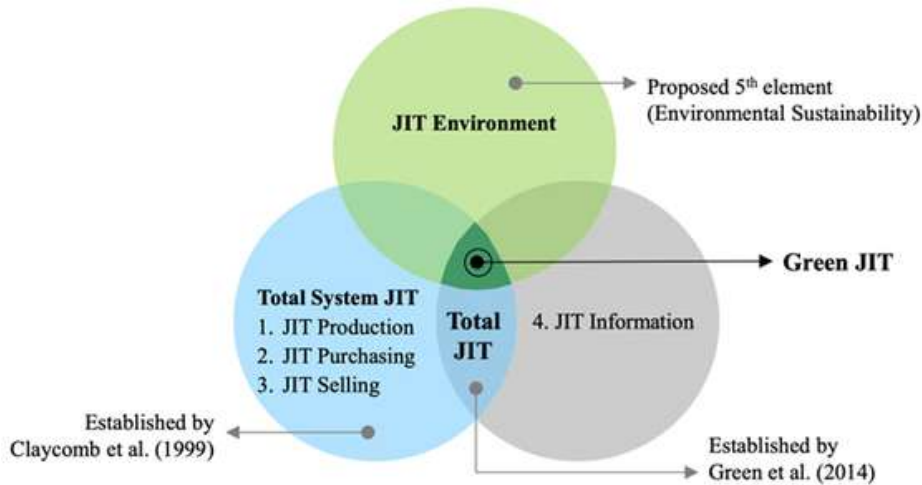 Proposed 5th element
(Environmental Sustainability)
JIT Environment
Green JIT
Total System JIT
1. JIT Production
2. JIT Purchasing
3. JIT Selling
Total
JIT
4. JIT Information
Established by
Claycomb et al. (1999)
Established by
Green et al. (2014)